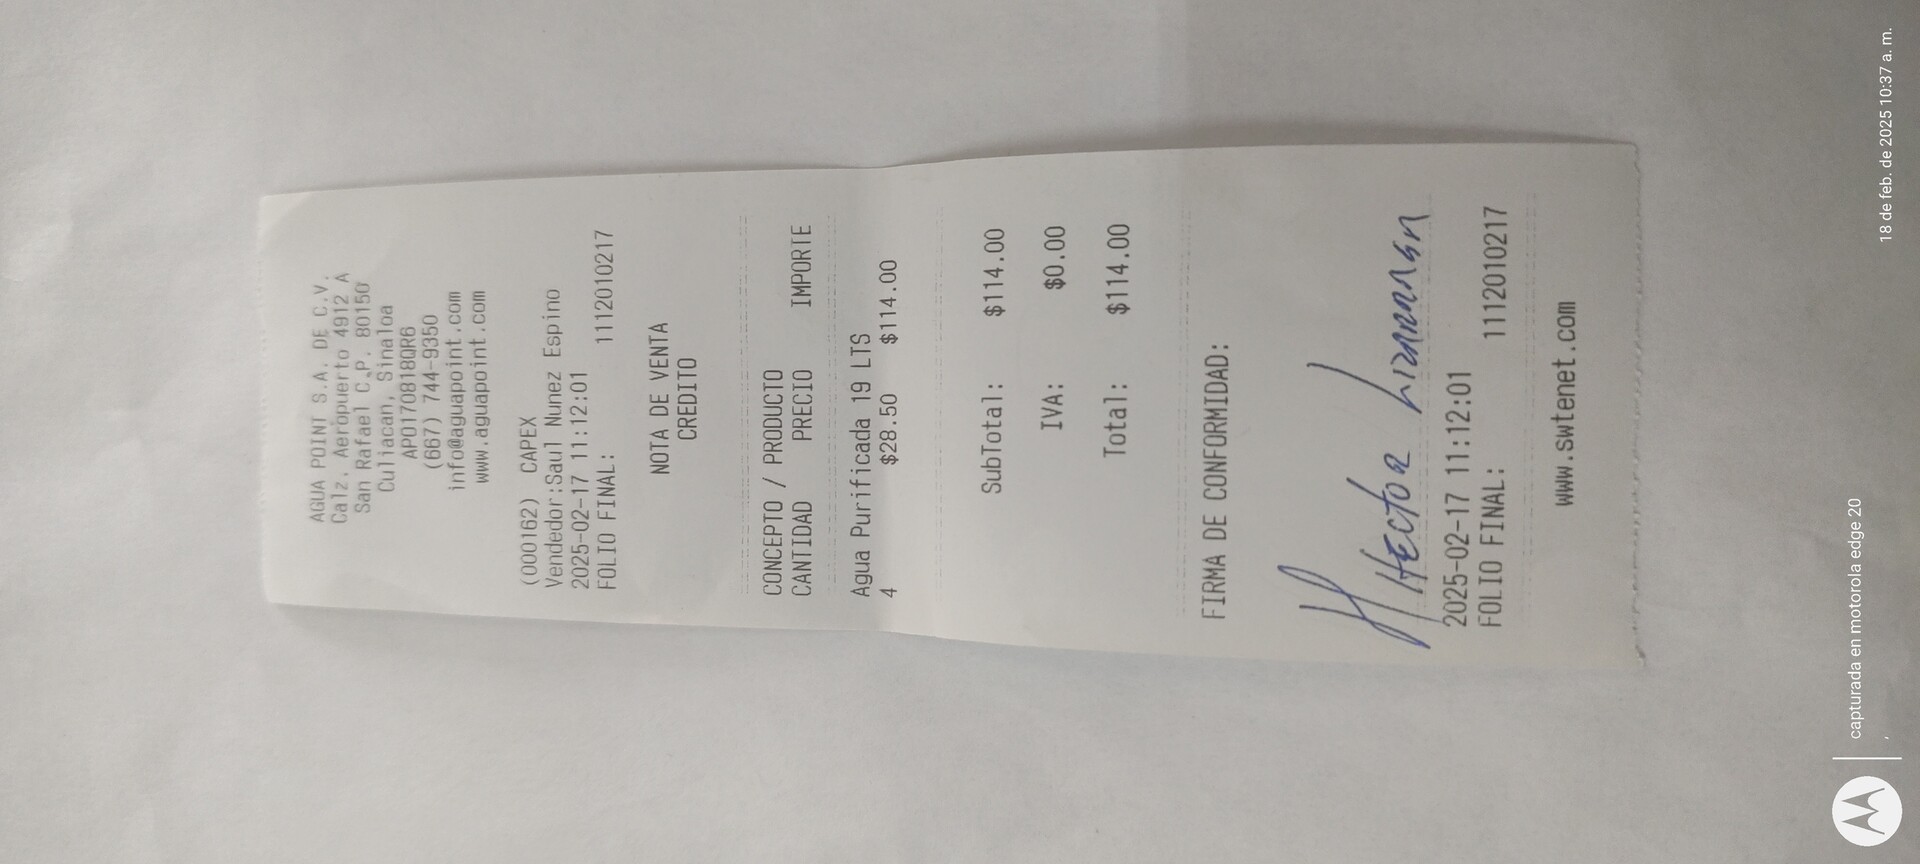 AGUA POINT S.A. DE C.V.
Calz. Aeropuerto 4912 A
San Rafael C.P. 80150
Culiacan, Sinaloa
APO170818QR6
(667) 744-9350
info@aguapoint.com
www.aguapoint.com
(000162) CAPEX
Vendedor:Saul Nunez Espino
2025-02-17 11:12:01
FOLIO FINAL: 1112010217
NOTA DE VENTA
CREDITO
CONCEPTO / PRODUCTO
CANTIDAD PRECIO IMPORTE
Agua Purificada 19 LTS
4 $28.50 $114.00
SubTotal: $114.00
IVA: $0.00
Total: $114.00
FIRMA DE CONFORMIDAD:
Hector Lizarraga
2025-02-17 11:12:01
FOLIO FINAL: 1112010217
www.swtenet.com
capturada en motorola edge 20
18 de feb. de 2025 10:37 a. m.